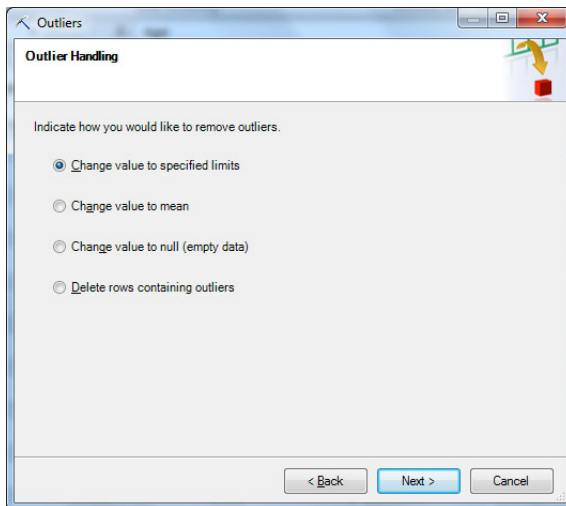 Outliers
Outlier Handling
Indicate how you would like to remove outliers.
Change value to specified limits
Change value to mean
Change value to null (empty data)
Delete rows containing outliers
< Back
Next >
Cancel